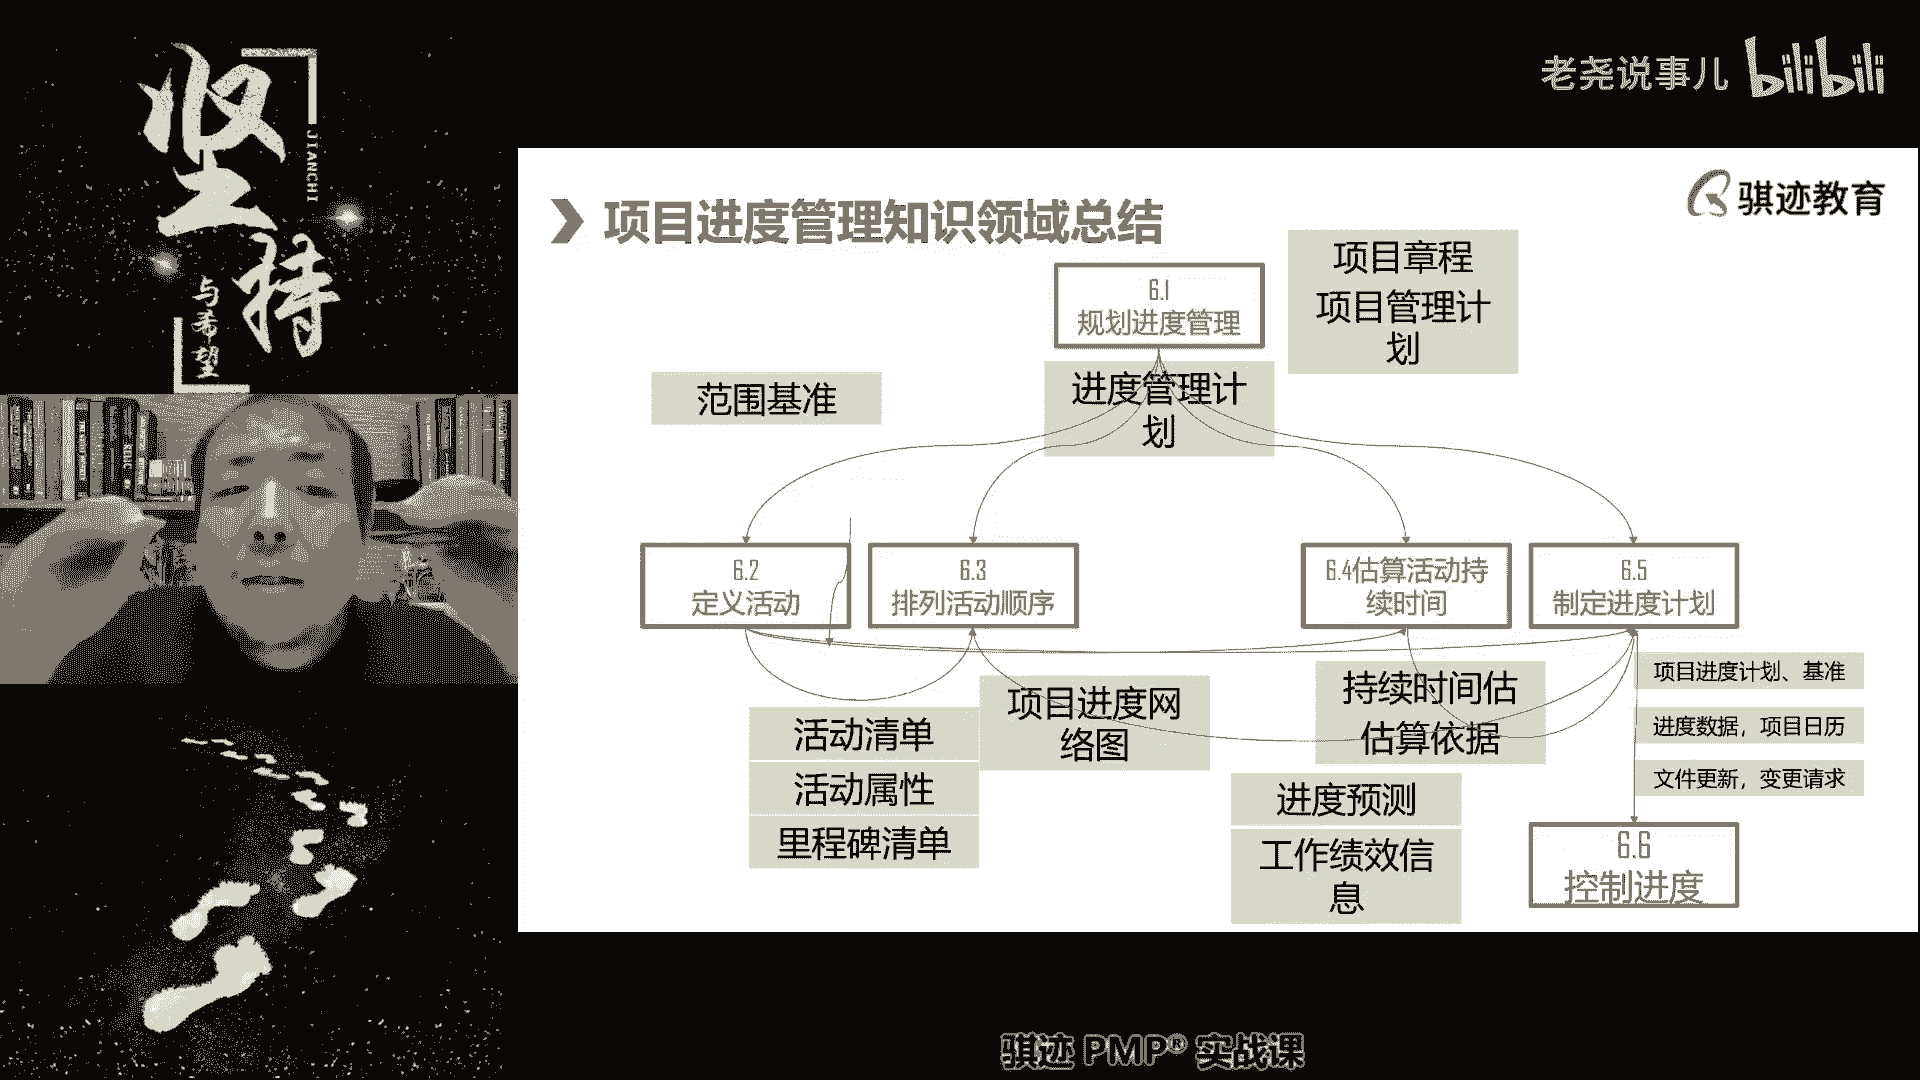 坚持
JIANCHI
与希望
老尧说事儿 bilibili
骐迹教育
项目进度管理知识领域总结
6.1
规划进度管理
项目章程
项目管理计
划
范围基准
进度管理计
划
6.2
定义活动
6.3
排列活动顺序
6.4估算活动持
续时间
6.5
制定进度计划
活动清单
活动属性
里程碑清单
项目进度网
络图
持续时间估
估算依据
进度预测
工作绩效信
息
项目进度计划、基准
进度数据，项目日历
文件更新，变更请求
6.6
控制进度
骐迹 PMP® 实战课